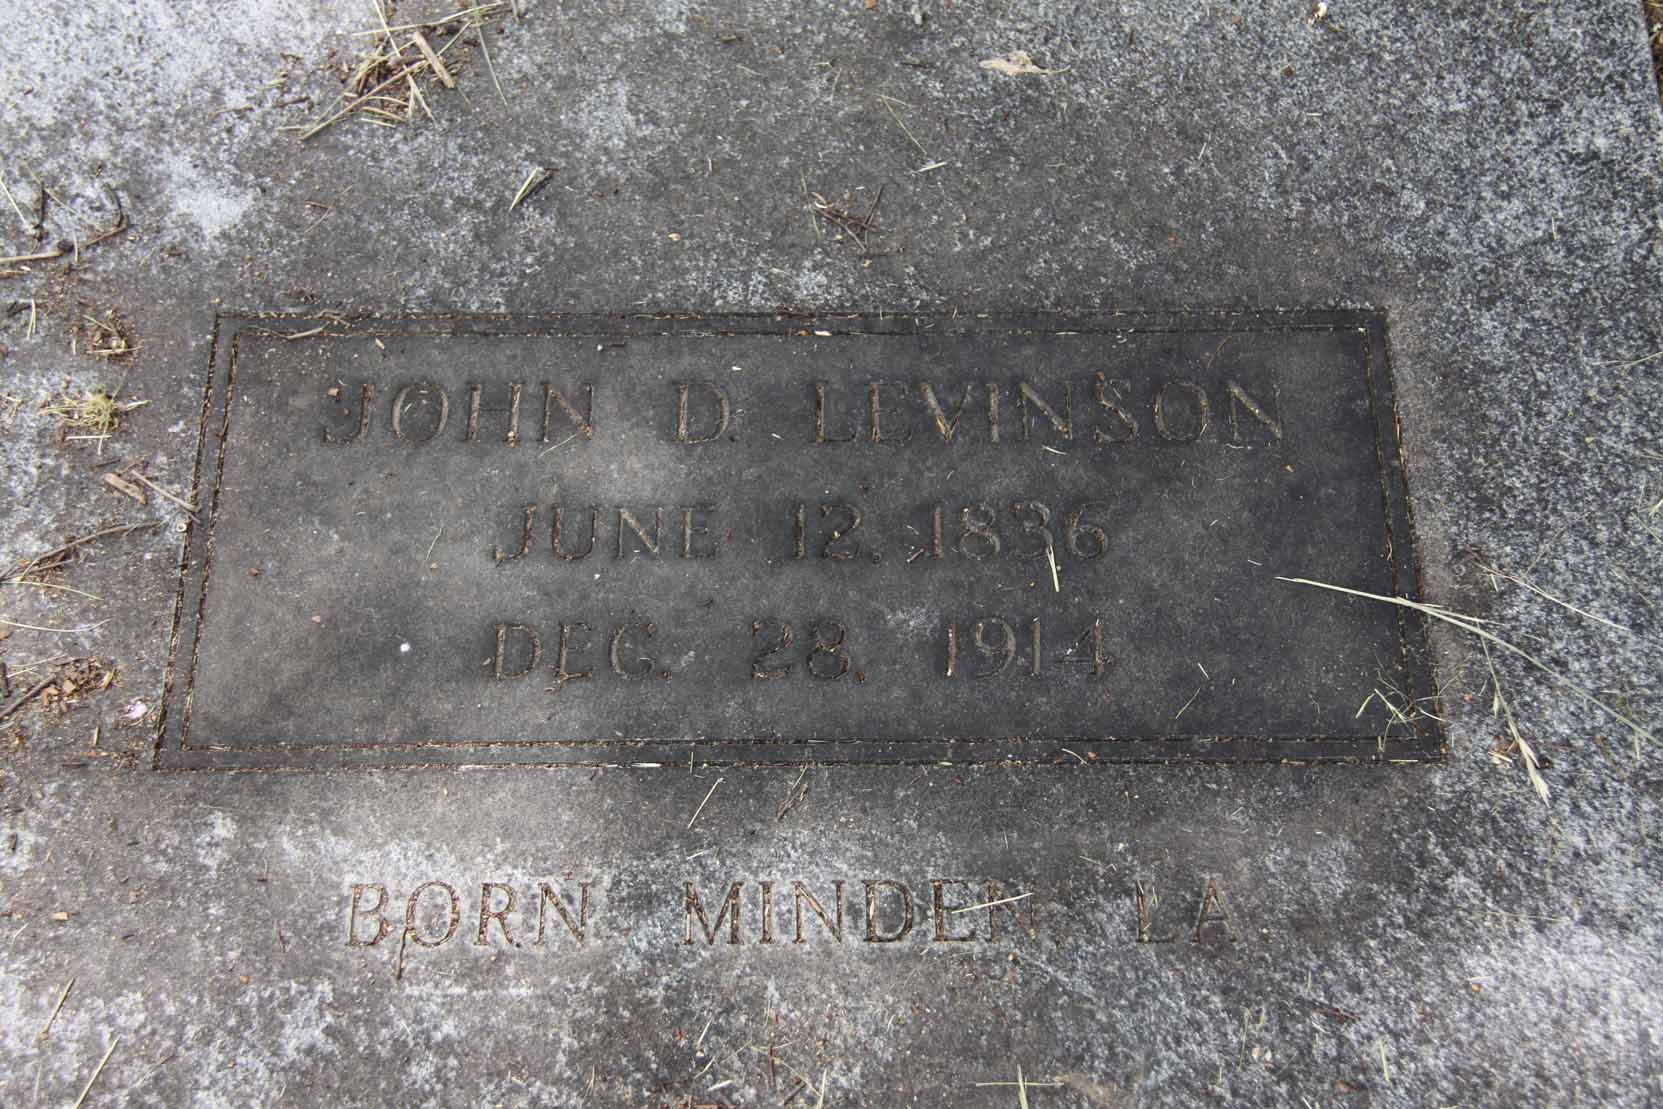 JOHN D. LEVINSON
JUNE 12, 1836
DEC. 28, 1914
BORN MINDEN, LA.